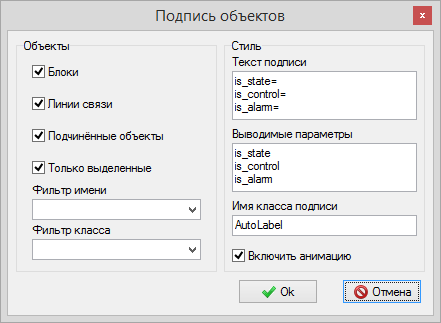 Подпись объектов
Объекты
Блоки
Линии связи
Подчинённые объекты
Только выделенные
Фильтр имени
Фильтр класса
Стиль
Текст подписи
is_state=
is_control=
is_alarm=
Выводимые параметры
is_state
is_control
is_alarm
Имя класса подписи
AutoLabel
Включить анимацию
Ok
Отмена